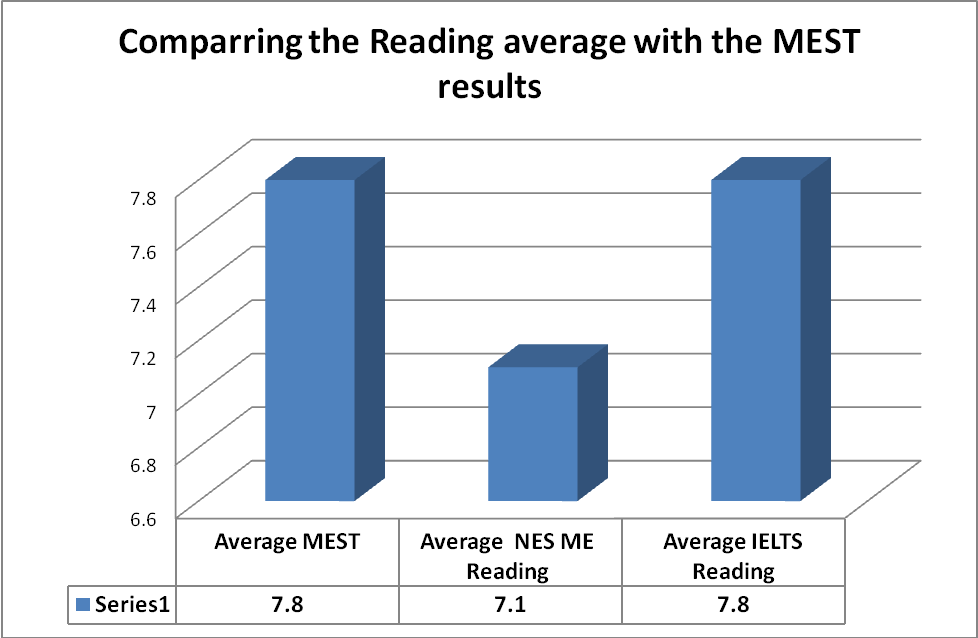 Comparring the Reading average with the MEST
results
7.8
7.6
7.4
7.2
7
6.8
6.6
Average MEST
Average NES ME
Reading
Average IELTS
Reading
Series1 7.8 7.1 7.8